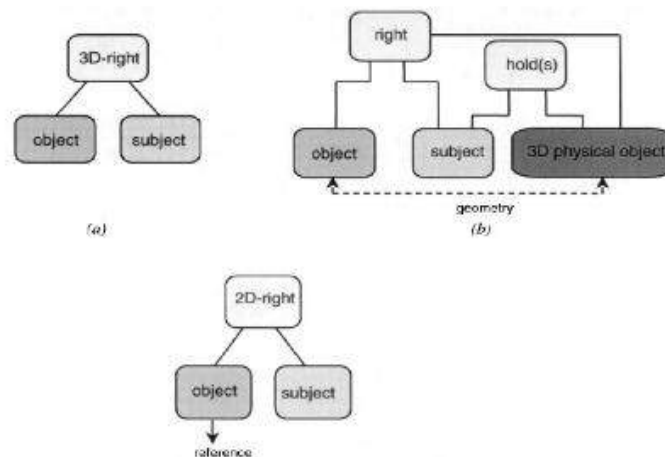 3D-right
object
subject
(a)
right
hold(s)
object
subject
3D physical object
geometry
(b)
2D-right
object
subject
reference